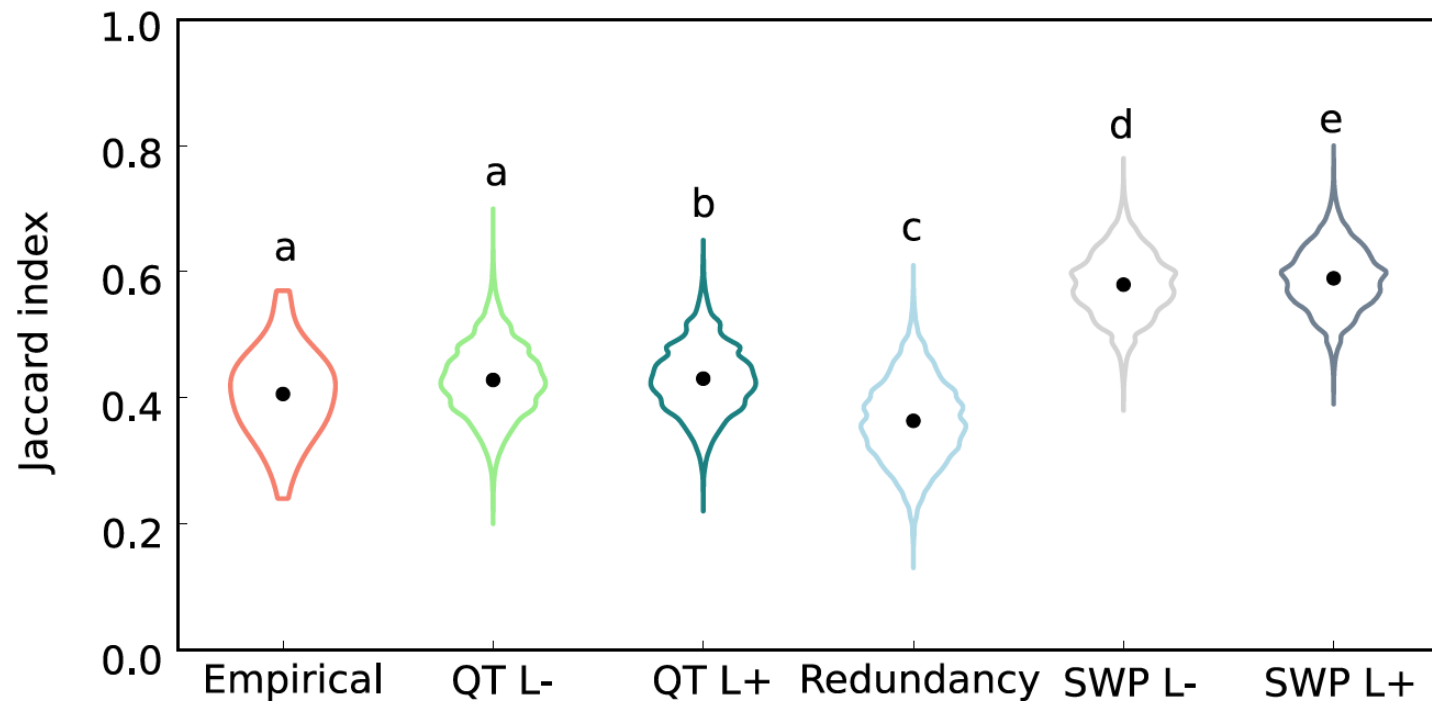 1.0
0.8
0.6
0.4
0.2
0.0
Jaccard index
a
a
b
c
d
e
Empirical
QT L-
QT L+
Redundancy
SWP L-
SWP L+